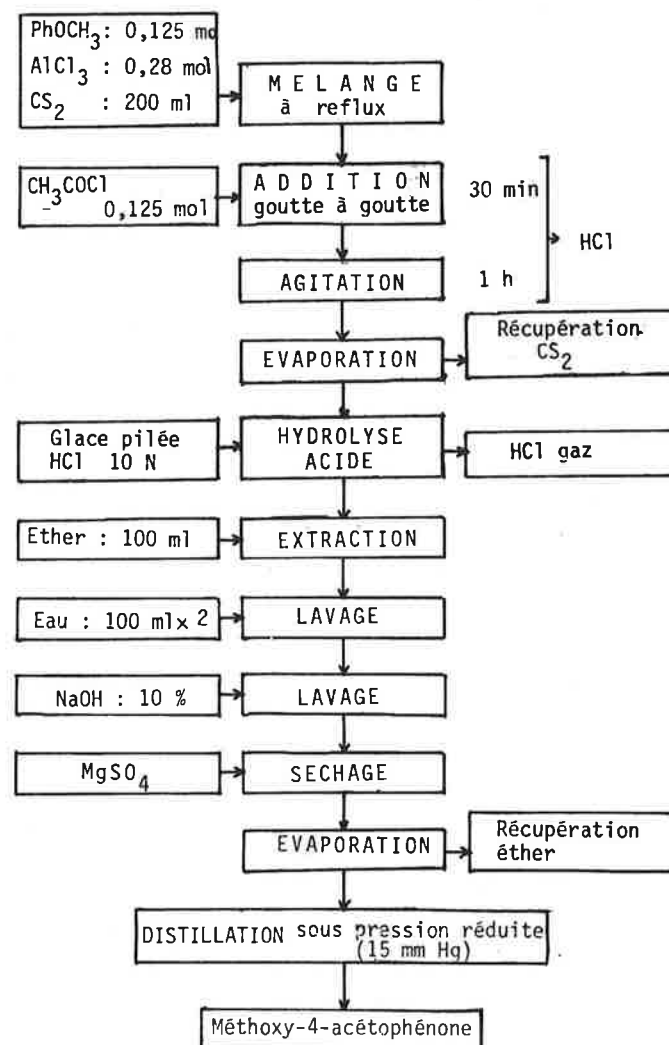 PhOCH3: 0,125 mo
AlCl3 : 0,28 mol
CS2 : 200 ml
MELANGE
à reflux
CH3COCl
0,125 mol
ADDITION
goutte à goutte
30 min
HCl
AGITATION
1 h
EVAPORATION
Récupération
CS2
Glace pilée
HCl 10 N
HYDROLYSE
ACIDE
HCl gaz
Ether : 100 ml
EXTRACTION
Eau : 100 ml x 2
LAVAGE
NaOH : 10 %
LAVAGE
MgSO4
SECHAGE
EVAPORATION
Récupération
éther
DISTILLATION sous pression réduite
(15 mm Hg)
Méthoxy-4-acétophénone